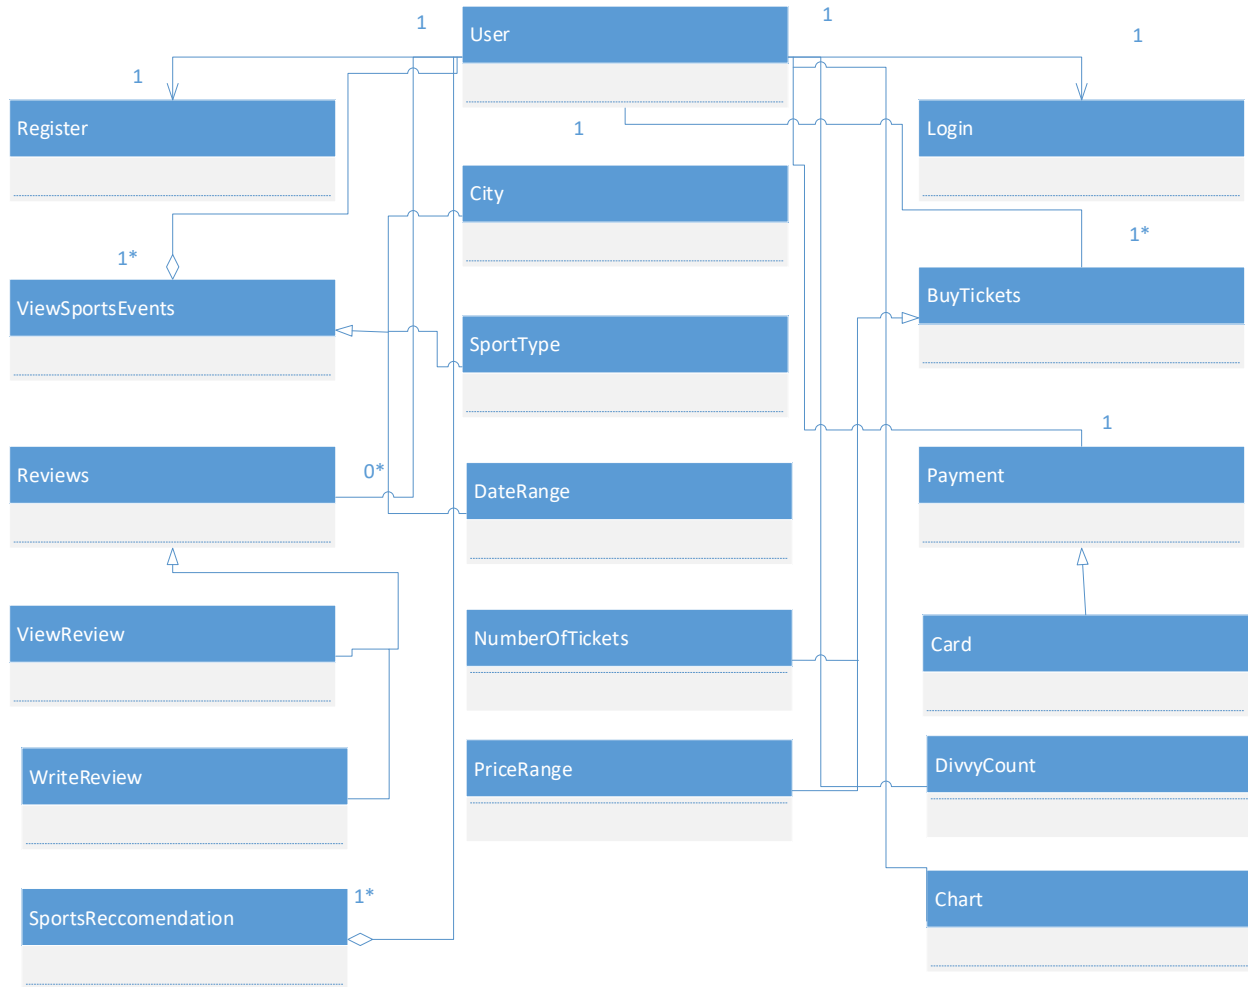 1
User
1
1
1
Register
1
Login
City
1*
1*
ViewSportsEvents
BuyTickets
SportType
1
Reviews
0*
DateRange
Payment
ViewReview
NumberOfTickets
Card
WriteReview
PriceRange
DivvyCount
1*
SportsReccomendation
Chart